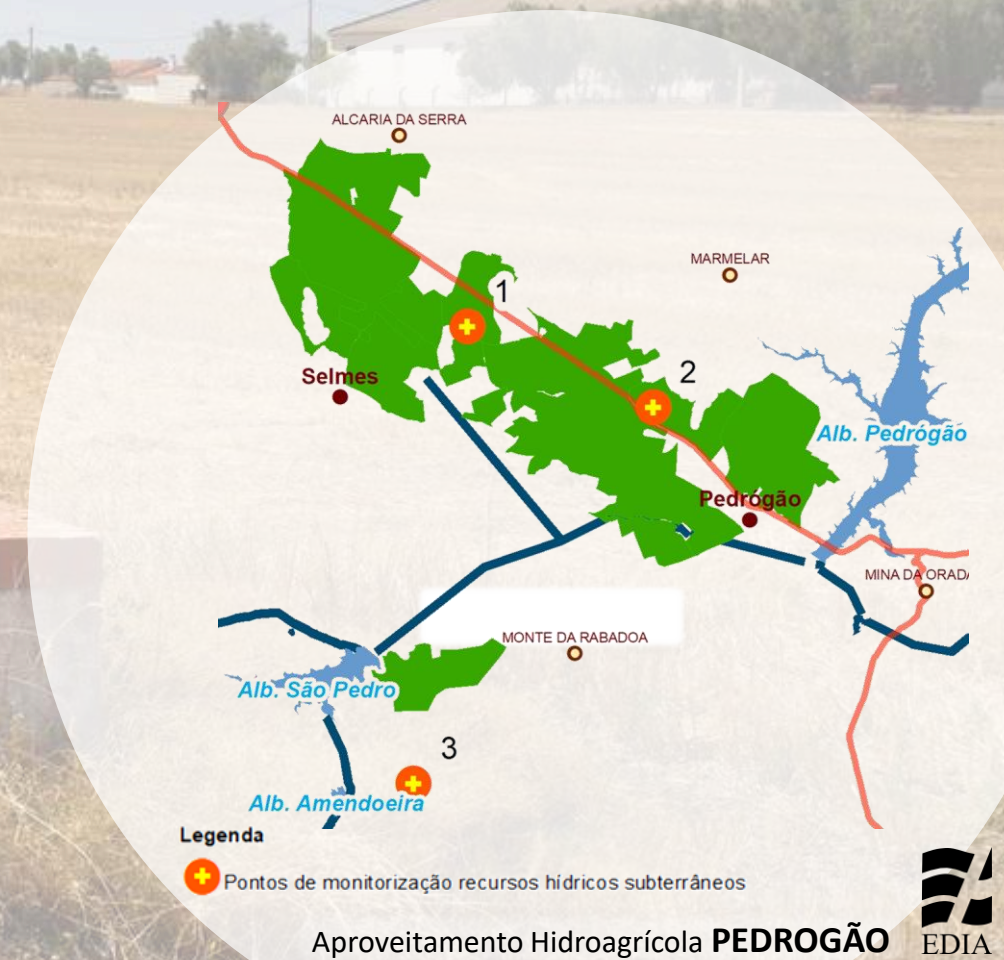 ALCARIA DA SERRA
MARMELAR
1
2
Selmes
Alb. Pedrógão
Pedrógão
MINA DA ORADA
MONTE DA RABADOA
Alb. São Pedro
3
Alb. Amendoeira
Legenda
Pontos de monitorização recursos hídricos subterrâneos
Aproveitamento Hidroagrícola PEDROGÃO
EDIA